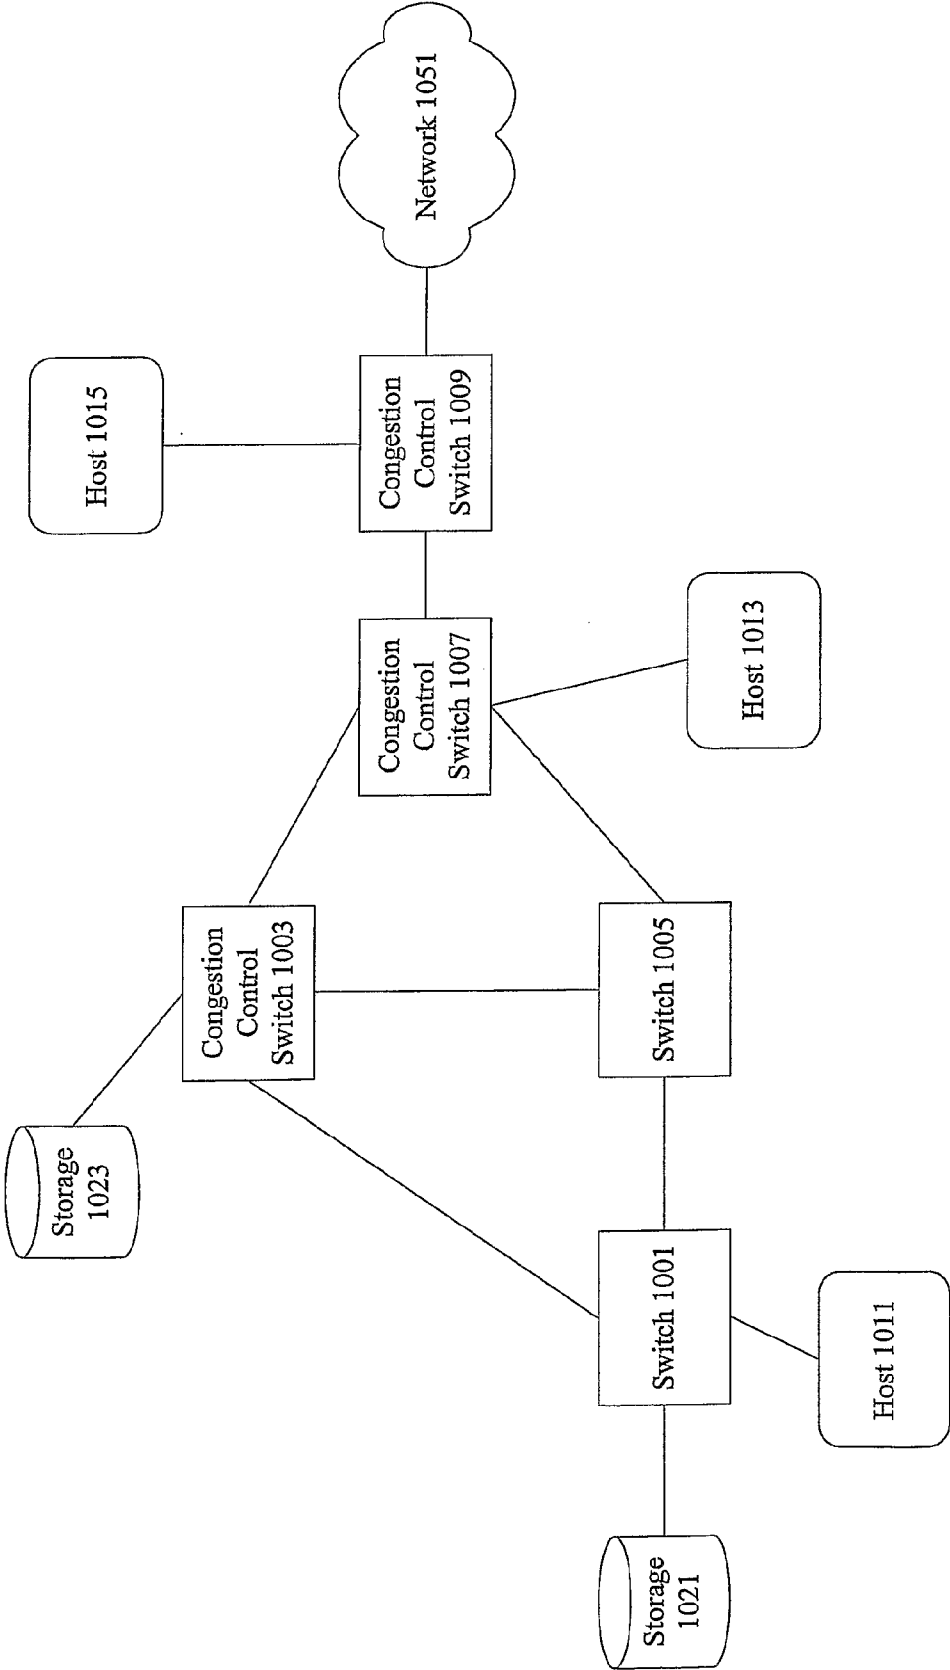 Storage
1023
Host 1015
Congestion
Control
Switch 1003
Congestion
Control
Switch 1007
Congestion
Control
Switch 1009
Network 1051
Storage
1021
Switch 1001
Switch 1005
Host 1013
Host 1011